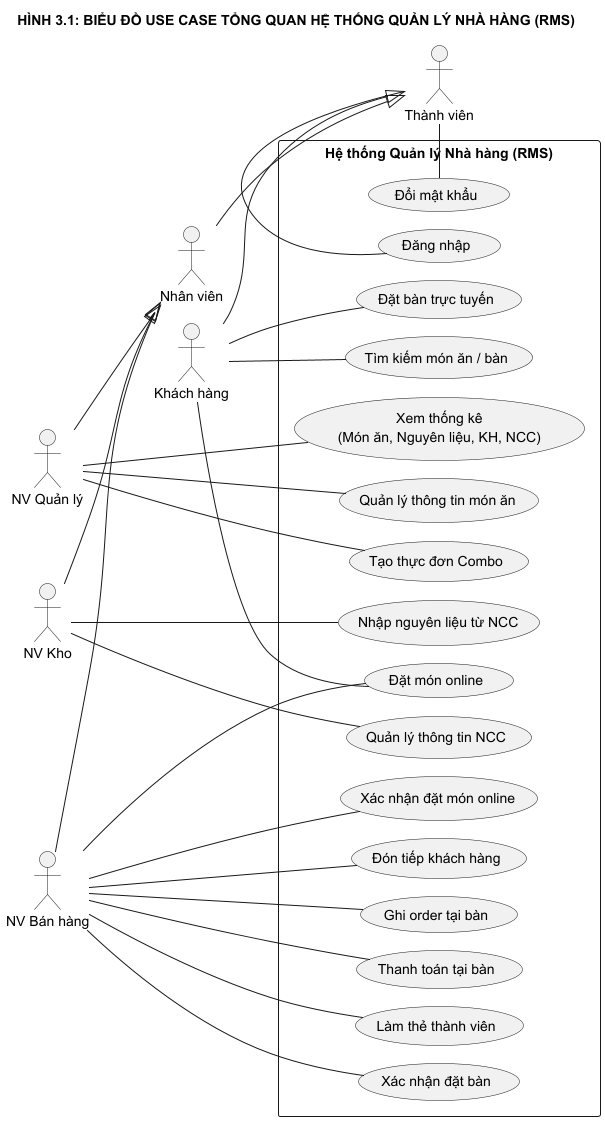 HÌNH 3.1: BIỂU ĐỒ USE CASE TỔNG QUAN HỆ THỐNG QUẢN LÝ NHÀ HÀNG (RMS)
Thành viên
Hệ thống Quản lý Nhà hàng (RMS)
Đổi mật khẩu
Đăng nhập
Nhân viên
Đặt bàn trực tuyến
Tìm kiếm món ăn / bàn
Khách hàng
Xem thống kê
(Món ăn, Nguyên liệu, KH, NCC)
NV Quản lý
Quản lý thông tin món ăn
Tạo thực đơn Combo
Nhập nguyên liệu từ NCC
NV Kho
Đặt món online
Quản lý thông tin NCC
Xác nhận đặt món online
Đón tiếp khách hàng
Ghi order tại bàn
NV Bán hàng
Thanh toán tại bàn
Làm thẻ thành viên
Xác nhận đặt bàn